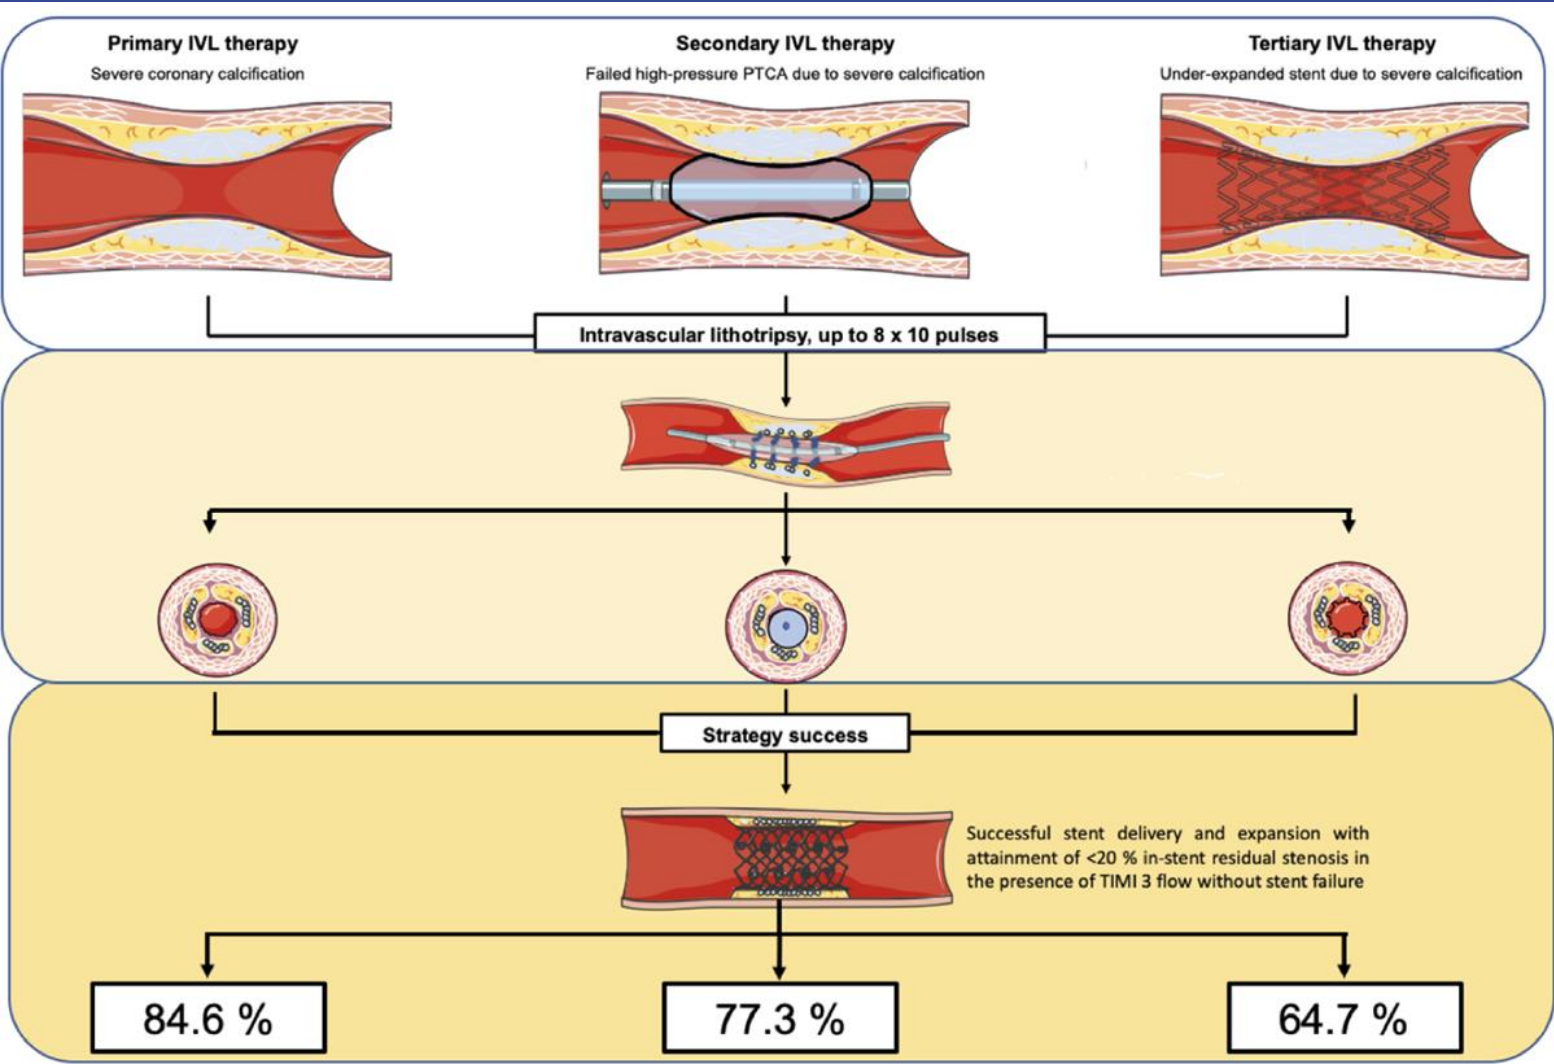 Primary IVL therapy
Severe coronary calcification
Secondary IVL therapy
Failed high-pressure PTCA due to severe calcification
Tertiary IVL therapy
Under-expanded stent due to severe calcification
Intravascular lithotripsy, up to 8 x 10 pulses
Strategy success
Successful stent delivery and expansion with
attainment of <20 % in-stent residual stenosis in
the presence of TIMI 3 flow without stent failure
84.6 %
77.3 %
64.7 %